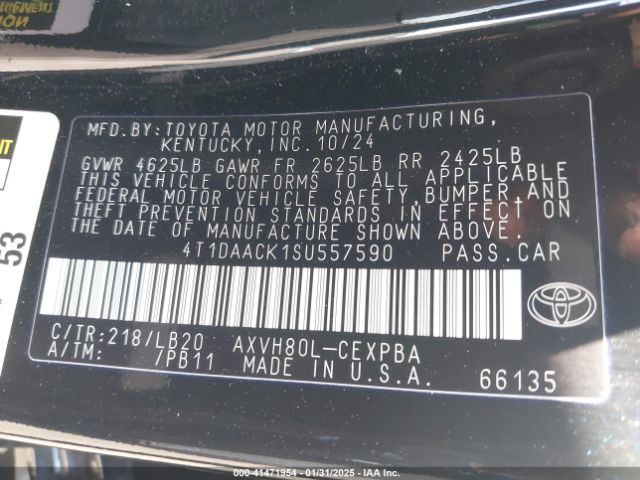 MFD.BY:TOYOTA MOTOR MANUFACTURING,
KENTUCKY,INC.10/24
GVWR 4625LB GAWR FR 2625LB RR 2425LB
THIS VEHICLE CONFORMS TO ALL APPLICABLE
FEDERAL MOTOR VEHICLE SAFETY,BUMPER,AND
THEFT PREVENTION STANDARDS IN EFFECT ON
THE DATE OF MANUFACTURE SHOWN ABOVE.
4T1DAACK1SU557590 PASS.CAR
C/TR:218/LB20 AXVH80L-CEXPBA
A/TM: /PB11 MADE IN U.S.A. 66135
53
000-41471954 - 01/31/2025 - IAAI.CA